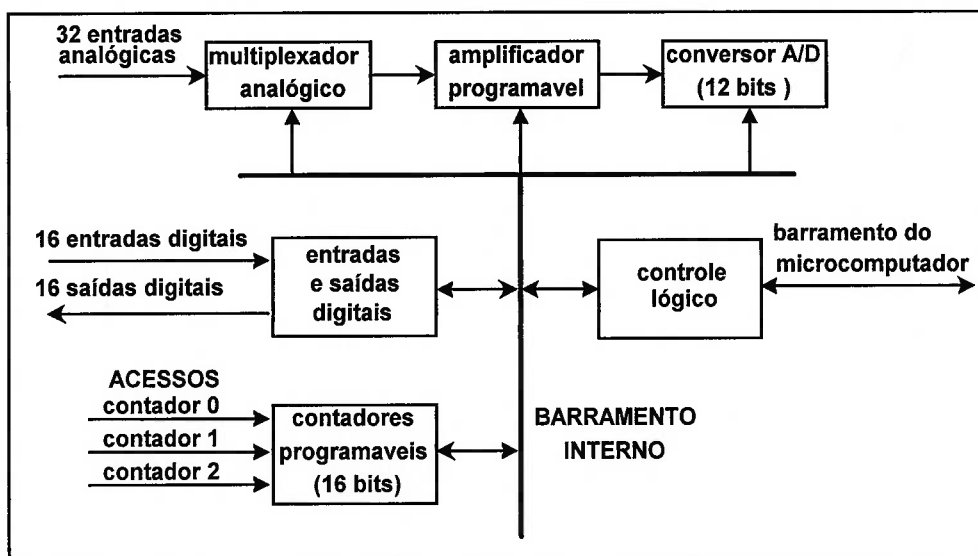 32 entradas
analógicas
multiplexador
analógico
amplificador
programavel
conversor A/D
(12 bits )
16 entradas digitais
16 saídas digitais
entradas
e saídas
digitais
controle
lógico
barramento do
microcomputador
ACESSOS
contador 0
contador 1
contador 2
contadores
programaveis
(16 bits)
BARRAMENTO
INTERNO